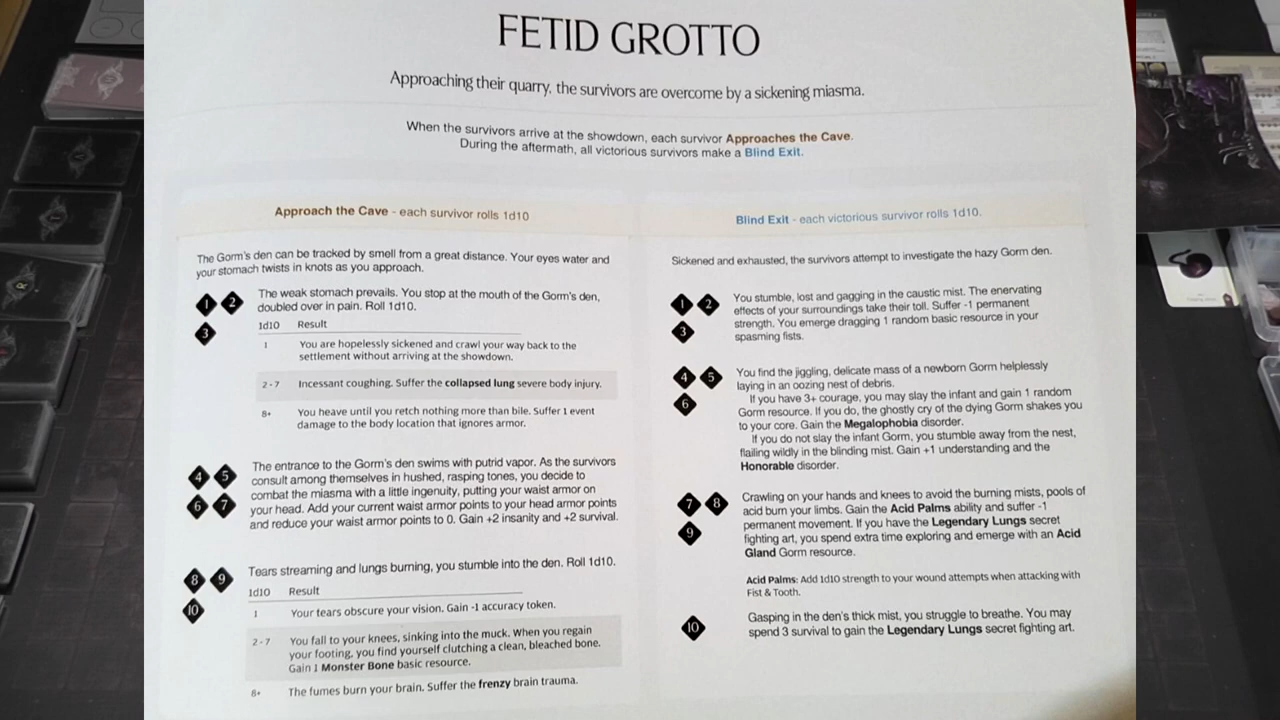 FETID GROTTO
Approaching their quarry, the survivors are overcome by a sickening miasma.
When the survivors arrive at the showdown, each survivor Approaches the Cave.
During the aftermath, all victorious survivors make a Blind Exit.
Approach the Cave - each survivor rolls 1d10
The Gorm's den can be tracked by smell from a great distance. Your eyes water and
your stomach twists in knots as you approach.
1 2
3
The weak stomach prevails. You stop at the mouth of the Gorm's den,
doubled over in pain. Roll 1d10.
1d10 Result
1 You are hopelessly sickened and crawl your way back to the
settlement without arriving at the showdown.
2-7 Incessant coughing. Suffer the collapsed lung severe body injury.
8+ You heave until you retch nothing more than bile. Suffer 1 event
damage to the body location that ignores armor.
4 5
6 7
The entrance to the Gorm's den swims with putrid vapor. As the survivors
consult among themselves in hushed, rasping tones, you decide to
combat the miasma with a little ingenuity, putting your waist armor on
your head. Add your current waist armor points to your head armor points
and reduce your waist armor points to 0. Gain +2 insanity and +2 survival.
8 9
10
Tears streaming and lungs burning, you stumble into the den. Roll 1d10.
1d10 Result
1 Your tears obscure your vision. Gain -1 accuracy token.
2-7 You fall to your knees, sinking into the muck. When you regain
your footing, you find yourself clutching a clean, bleached bone.
Gain 1 Monster Bone basic resource.
8+ The fumes burn your brain. Suffer the frenzy brain trauma.
Blind Exit - each victorious survivor rolls 1d10.
Sickened and exhausted, the survivors attempt to investigate the hazy Gorm den.
1 2
3
You stumble, lost and gagging in the caustic mist. The enervating
effects of your surroundings take their toll. Suffer -1 permanent
strength. You emerge dragging 1 random basic resource in your
spasming fists.
4 5
6
You find the jiggling, delicate mass of a newborn Gorm helplessly
laying in an oozing nest of debris.
If you have 3+ courage, you may slay the infant and gain 1 random
Gorm resource. If you do, the ghostly cry of the dying Gorm shakes you
to your core. Gain the Megalophobia disorder.
If you do not slay the infant Gorm, you stumble away from the nest,
flailing wildly in the blinding mist. Gain +1 understanding and the
Honorable disorder.
7 8
9
Crawling on your hands and knees to avoid the burning mists, pools of
acid burn your limbs. Gain the Acid Palms ability and suffer -1
permanent movement. If you have the Legendary Lungs secret
fighting art, you spend extra time exploring and emerge with an Acid
Gland Gorm resource.
Acid Palms: Add 1d10 strength to your wound attempts when attacking with
Fist & Tooth.
10
Gasping in the den's thick mist, you struggle to breathe. You may
spend 3 survival to gain the Legendary Lungs secret fighting art.